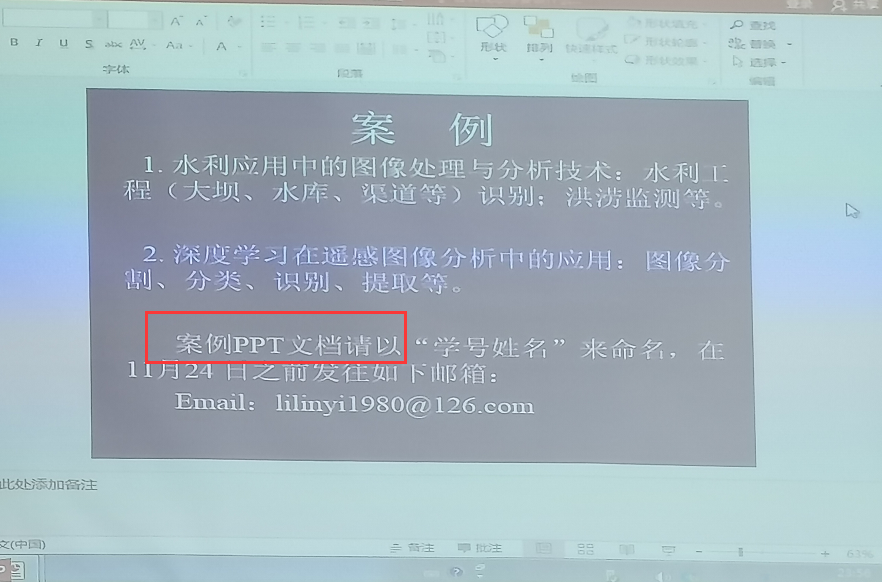 登录
共享
B I U S abc AV Aa A
字体
段落
形状
排列
快速样式
形状填充
形状轮廓
形状效果
绘图
查找
替换
选择
编辑
案 例
1. 水利应用中的图像处理与分析技术：水利工
程（大坝、水库、渠道等）识别；洪涝监测等。
2. 深度学习在遥感图像分析中的应用：图像分
割、分类、识别、提取等。
案例PPT文档请以“学号姓名”来命名，在
11月24 日之前发往如下邮箱：
Email：lilinyi1980@126.com
此处添加备注
文(中国)
备注
批注
63%